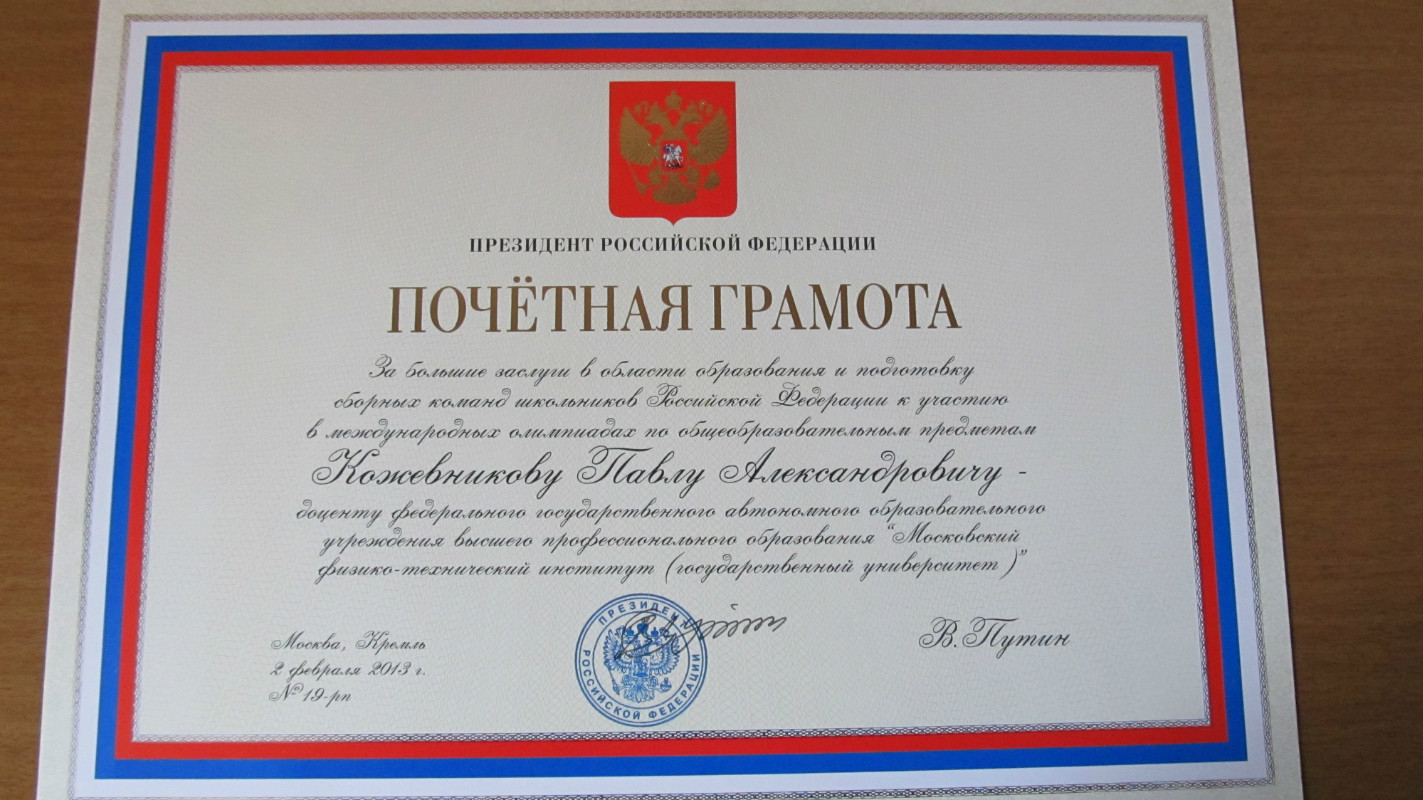 ПРЕЗИДЕНТ РОССИЙСКОЙ ФЕДЕРАЦИИ
ПОЧЁТНАЯ ГРАМОТА
За большие заслуги в области образования и подготовку
сборных команд школьников Российской Федерации к участию
в международных олимпиадах по общеобразовательным предметам
Кожевникову Павлу Александровичу -
доценту федерального государственного автономного образовательного
учреждения высшего профессионального образования “Московский
физико-технический институт (государственный университет)”
Москва, Кремль
2 февраля 2013 г.
№ 19-рп
ПРЕЗИДЕНТ
РОССИЙСКОЙ ФЕДЕРАЦИИ
В. Путин